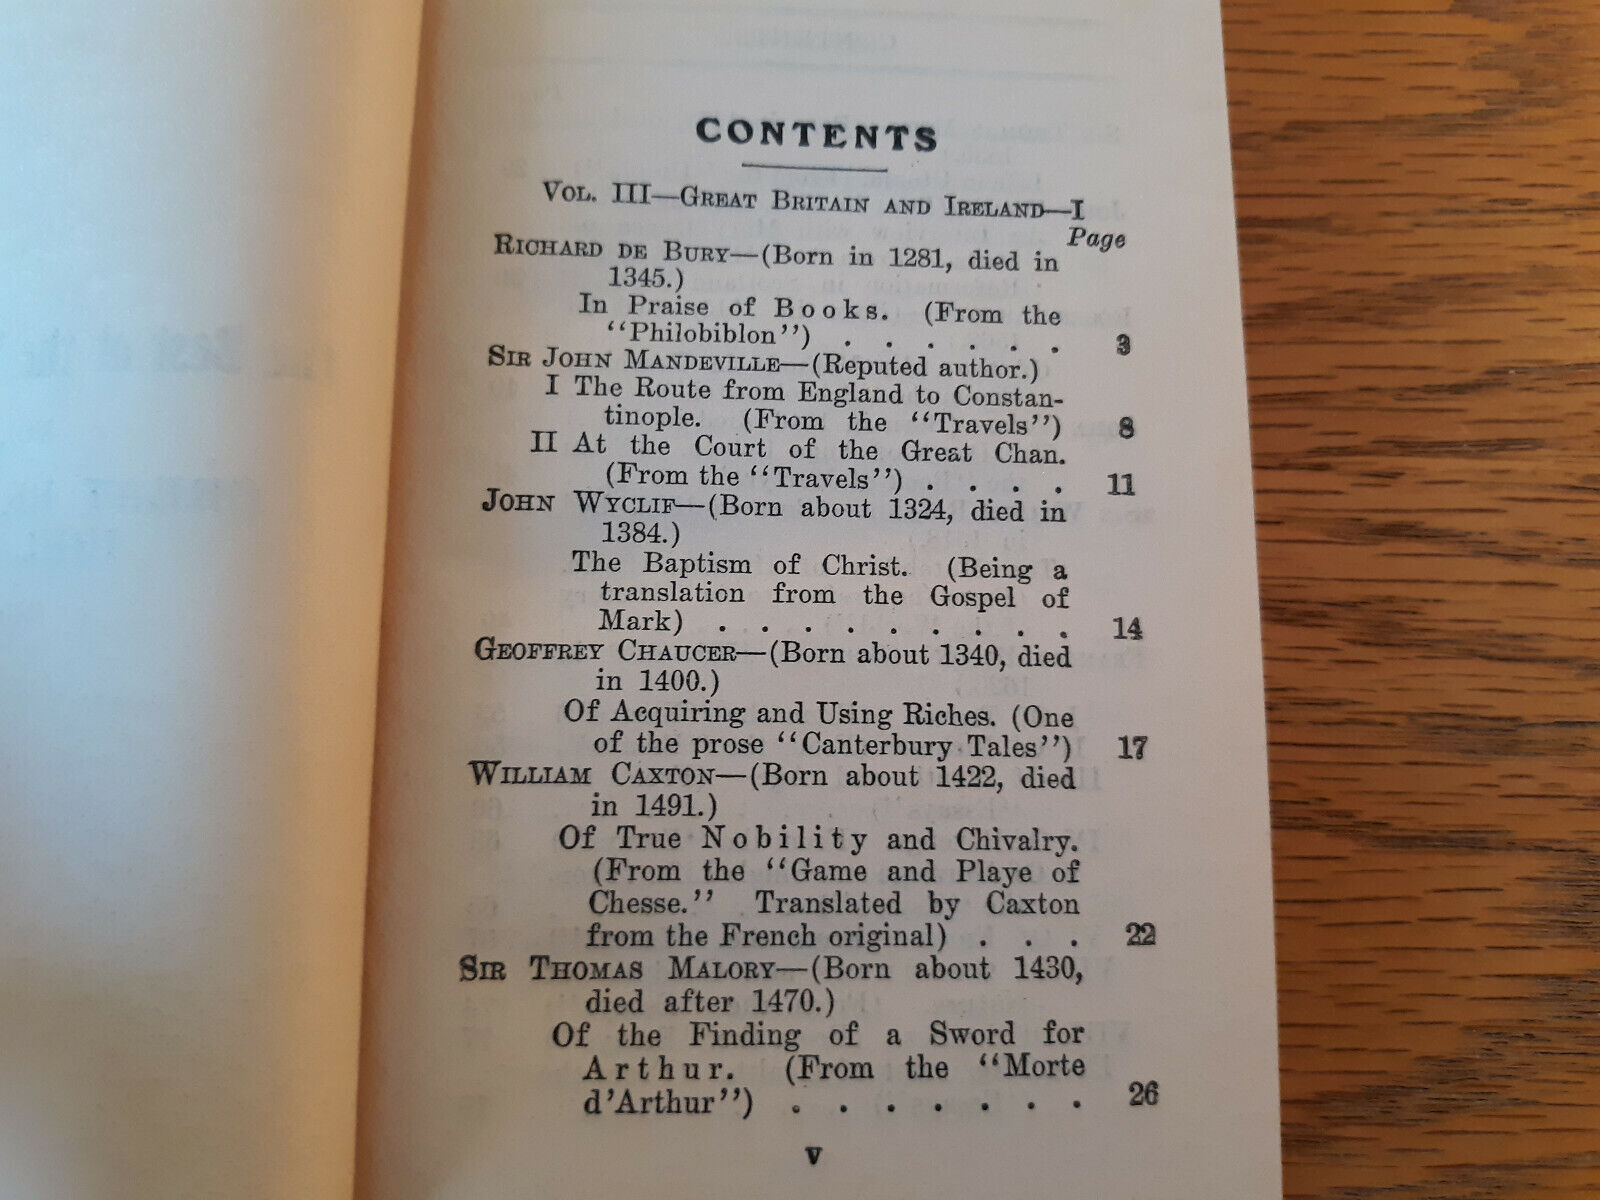 CONTENTS
VOL. III—GREAT BRITAIN AND IRELAND—I
Page
RICHARD DE BURY—(Born in 1281, died in
1345.)
In Praise of Books. (From the
"Philobiblon") . . . . . . 3
SIR JOHN MANDEVILLE—(Reputed author.)
I The Route from England to Constan-
tinople. (From the "Travels") 8
II At the Court of the Great Chan.
(From the "Travels") . . . . 11
JOHN WYCLIF—(Born about 1324, died in
1384.)
The Baptism of Christ. (Being a
translation from the Gospel of
Mark) . . . . . . . . . 14
GEOFFREY CHAUCER—(Born about 1340, died
in 1400.)
Of Acquiring and Using Riches. (One
of the prose "Canterbury Tales") 17
WILLIAM CAXTON—(Born about 1422, died
in 1491.)
Of True Nobility and Chivalry.
(From the "Game and Playe of
Chesse." Translated by Caxton
from the French original) . . . 22
SIR THOMAS MALORY—(Born about 1430,
died after 1470.)
Of the Finding of a Sword for
Arthur. (From the "Morte
d'Arthur") . . . . . . . 26
v